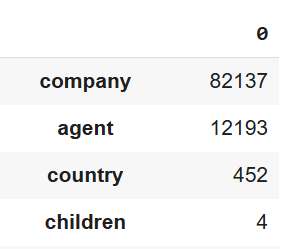 0
company 82137
agent 12193
country 452
children 4